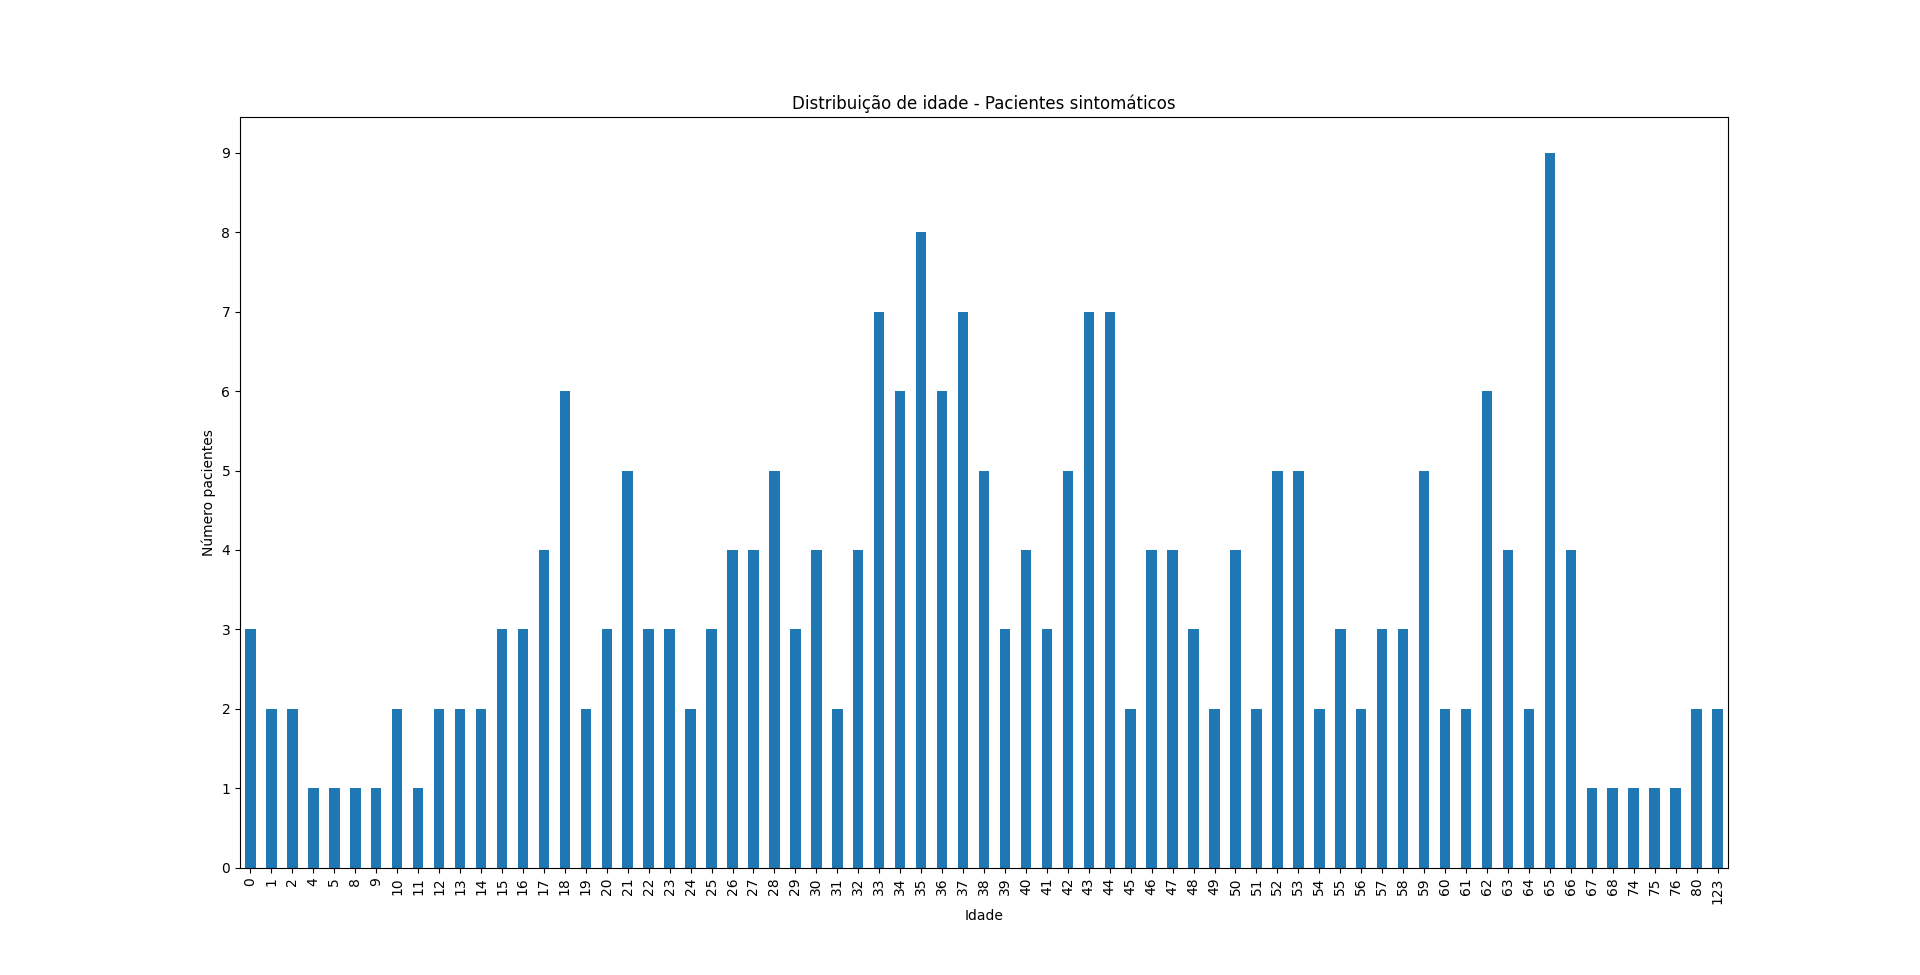 Distribuição de idade - Pacientes sintomáticos
Número pacientes
9
8
7
6
5
4
3
2
1
0
0 1 2 4 5 8 9 10 11 12 13 14 15 16 17 18 19 20 21 22 23 24 25 26 27 28 29 30 31 32 33 34 35 36 37 38 39 40 41 42 43 44 45 46 47 48 49 50 51 52 53 54 55 56 57 58 59 60 61 62 63 64 65 66 67 68 74 75 76 80 123
Idade